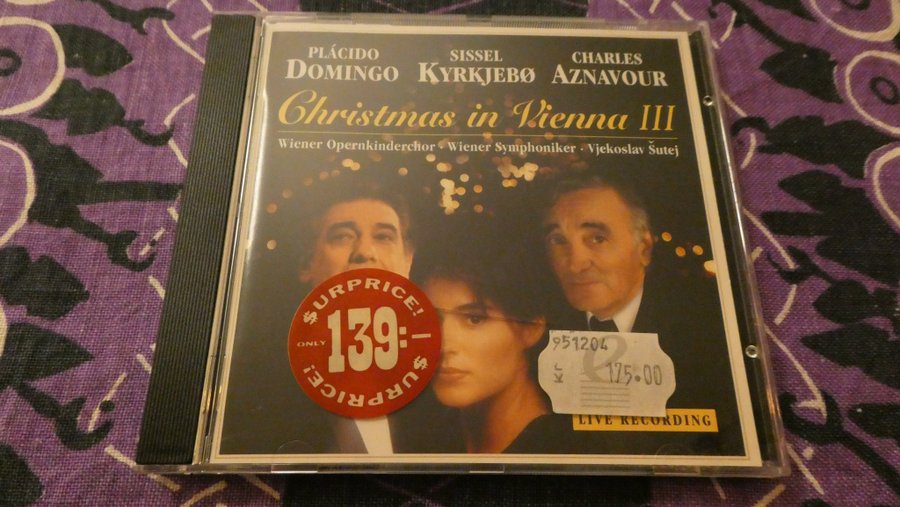 PLÁCIDO
DOMINGO
SISSEL
KYRKJEBØ
CHARLES
AZNAVOUR
Christmas in Vienna III
Wiener Opernkinderchor · Wiener Symphoniker · Vjekoslav Šutej
$URPRICE!
ONLY
139:-
$URPRICE!
951204
e
Kr 175.00
LIVE RECORDING